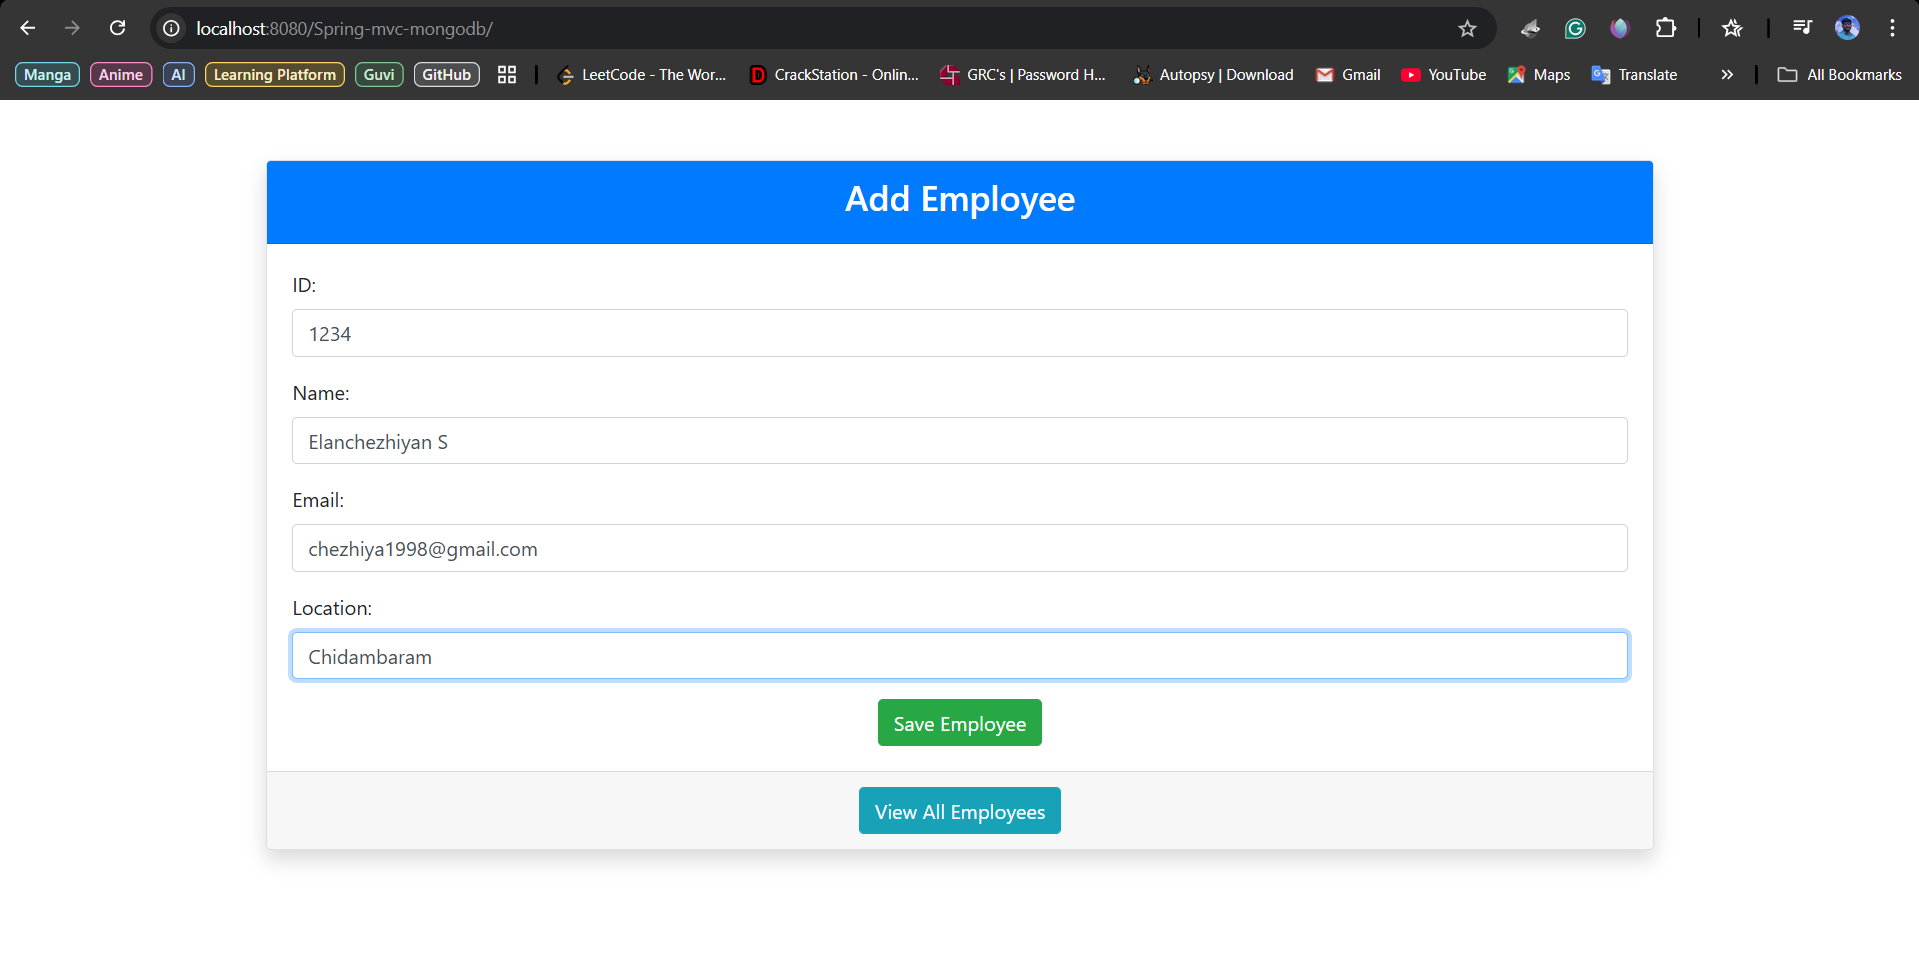 localhost:8080/Spring-mvc-mongodb/
Manga Anime AI Learning Platform Guvi GitHub LeetCode - The Wor... CrackStation - Onlin... GRC's | Password H... Autopsy | Download Gmail YouTube Maps Translate » All Bookmarks
Add Employee
ID:
1234
Name:
Elanchezhiyan S
Email:
chezhiya1998@gmail.com
Location:
Chidambaram
Save Employee
View All Employees